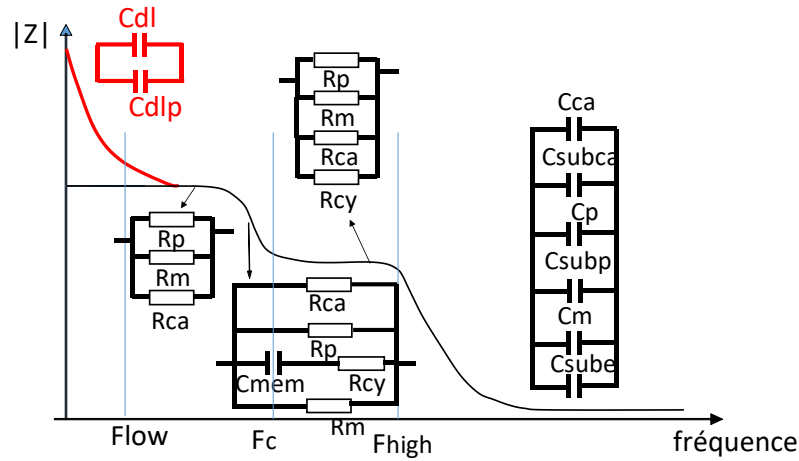 |Z|
Cdl
Cdlp
Rp
Rm
Rca
Rcy
Cca
Csubca
Cp
Csubp
Cm
Csube
Rp
Rm
Rca
Rca
Rp
Cmem
Rcy
Rm
Flow
Fc
Fhigh
fréquence